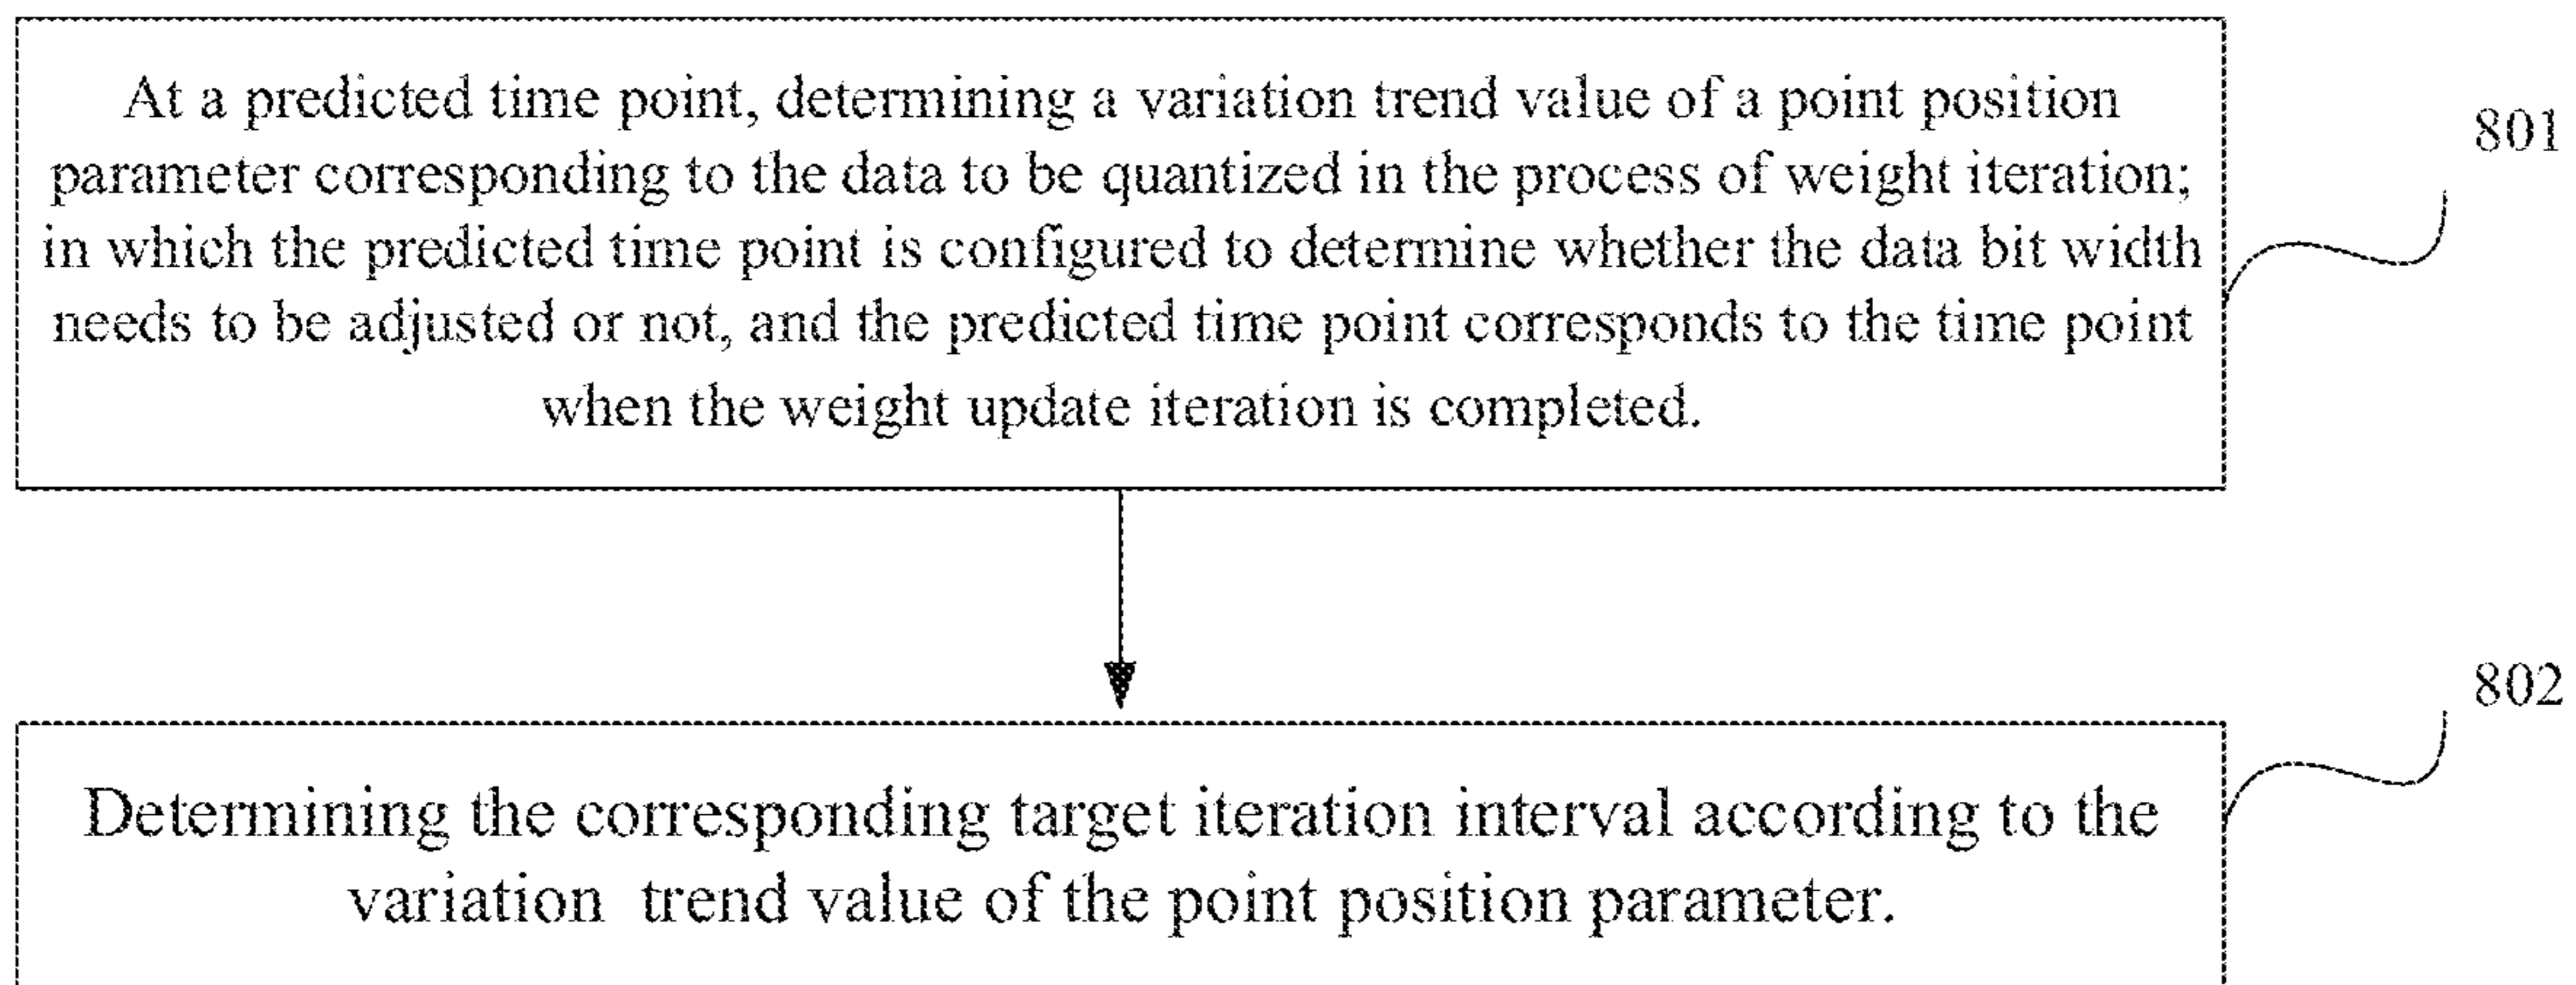 At a predicted time point, determining a variation trend value of a point position
parameter corresponding to the data to be quantized in the process of weight iteration;
in which the predicted time point is configured to determine whether the data bit width
needs to be adjusted or not, and the predicted time point corresponds to the time point
when the weight update iteration is completed.
801
802
Determining the corresponding target iteration interval according to the
variation trend value of the point position parameter.